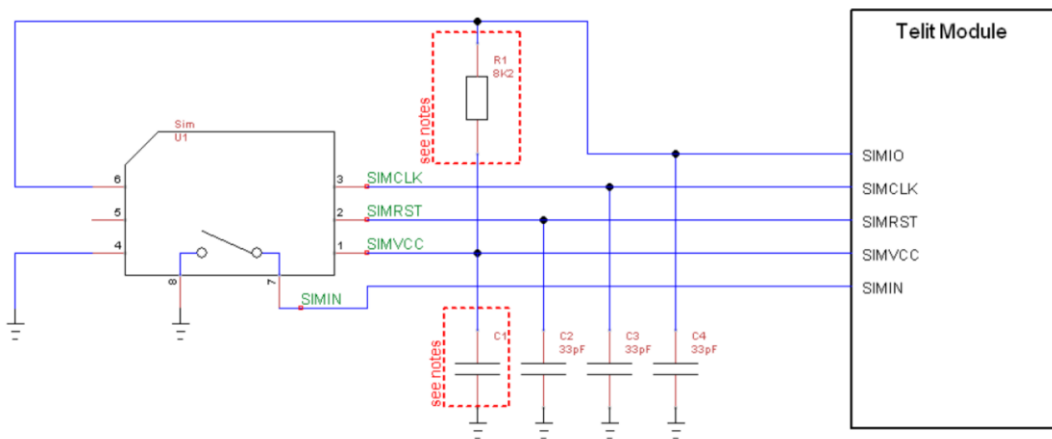 Telit Module
R1
8K2
see notes
Sim
U1
6
3
SIMCLK
5
2
SIMRST
4
1
SIMVCC
8
7
SIMIN
SIMIO
SIMCLK
SIMRST
SIMVCC
SIMIN
see notes
C1
C2
33pF
C3
33pF
C4
33pF